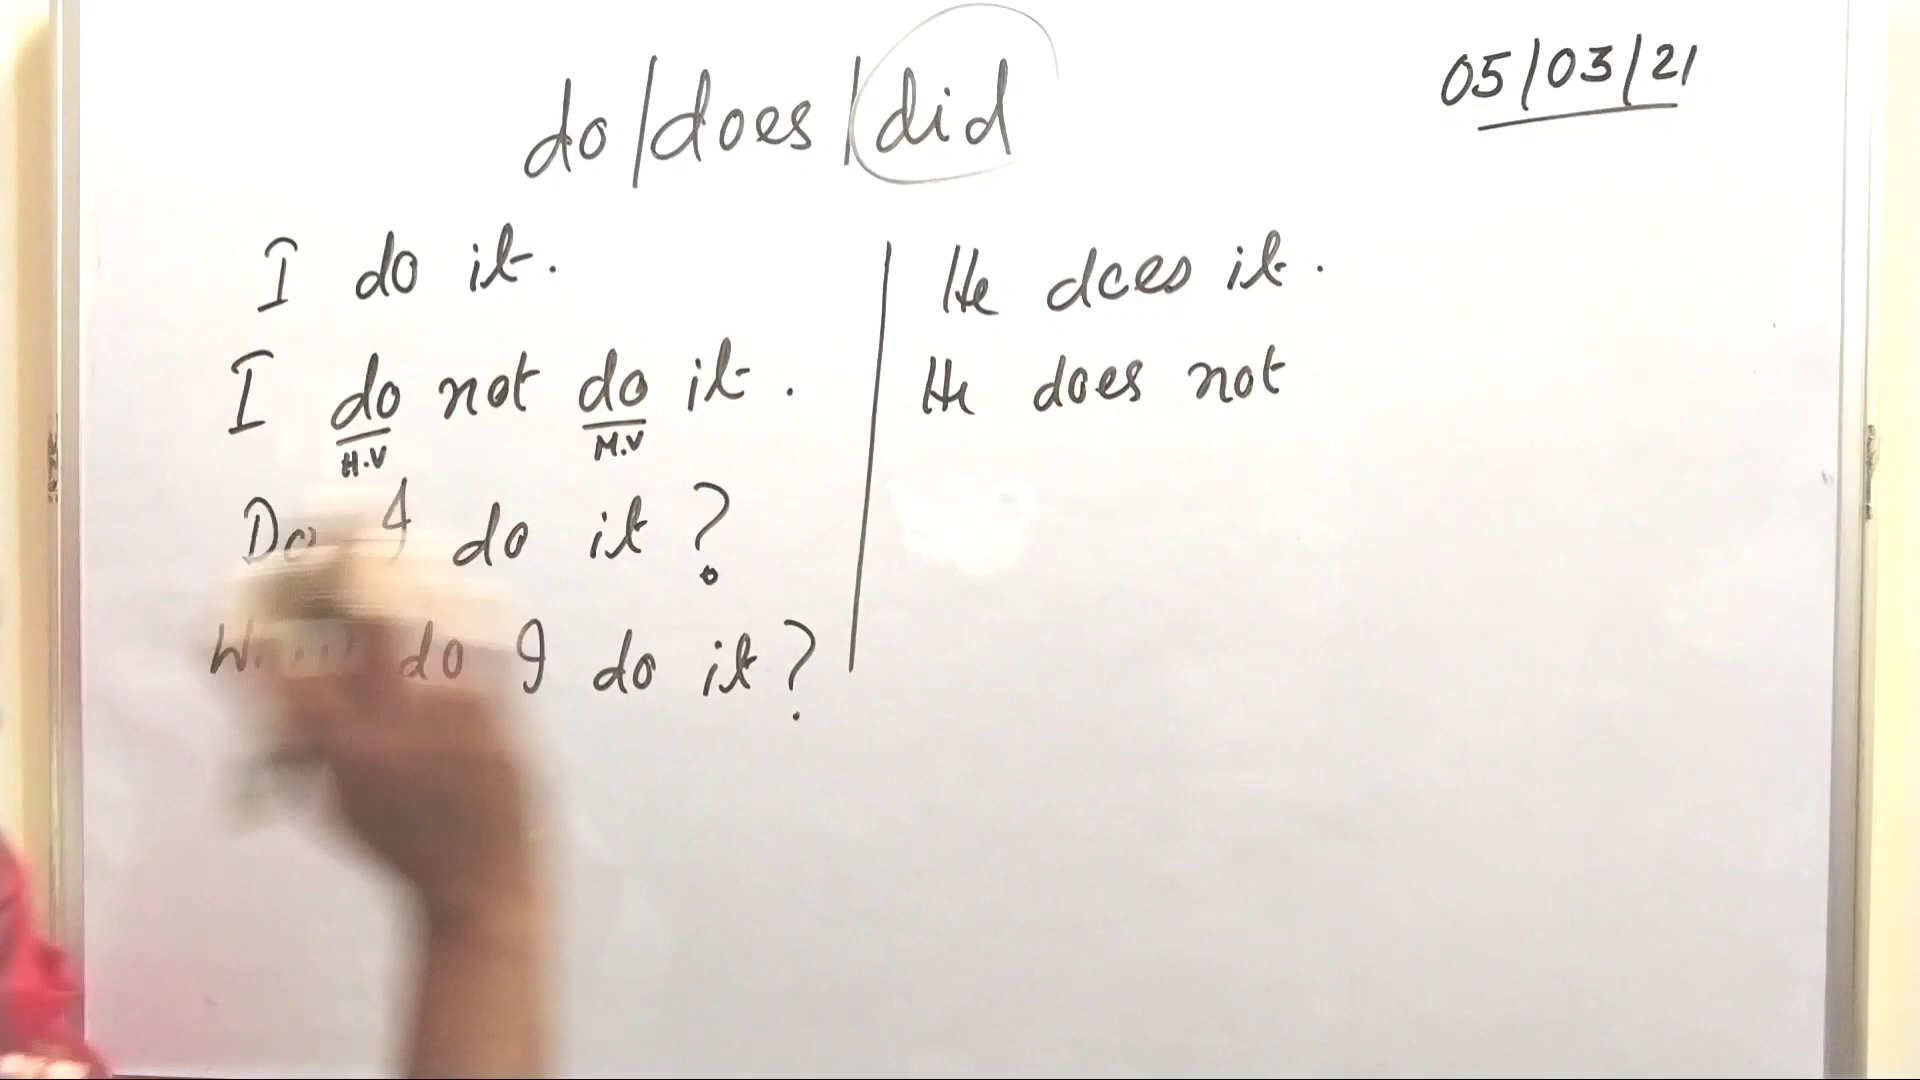 do/does/did
05/03/21
I do it.
I do not do it.
H.V M.V
Do I do it?
do I do it?
He does it.
He does not